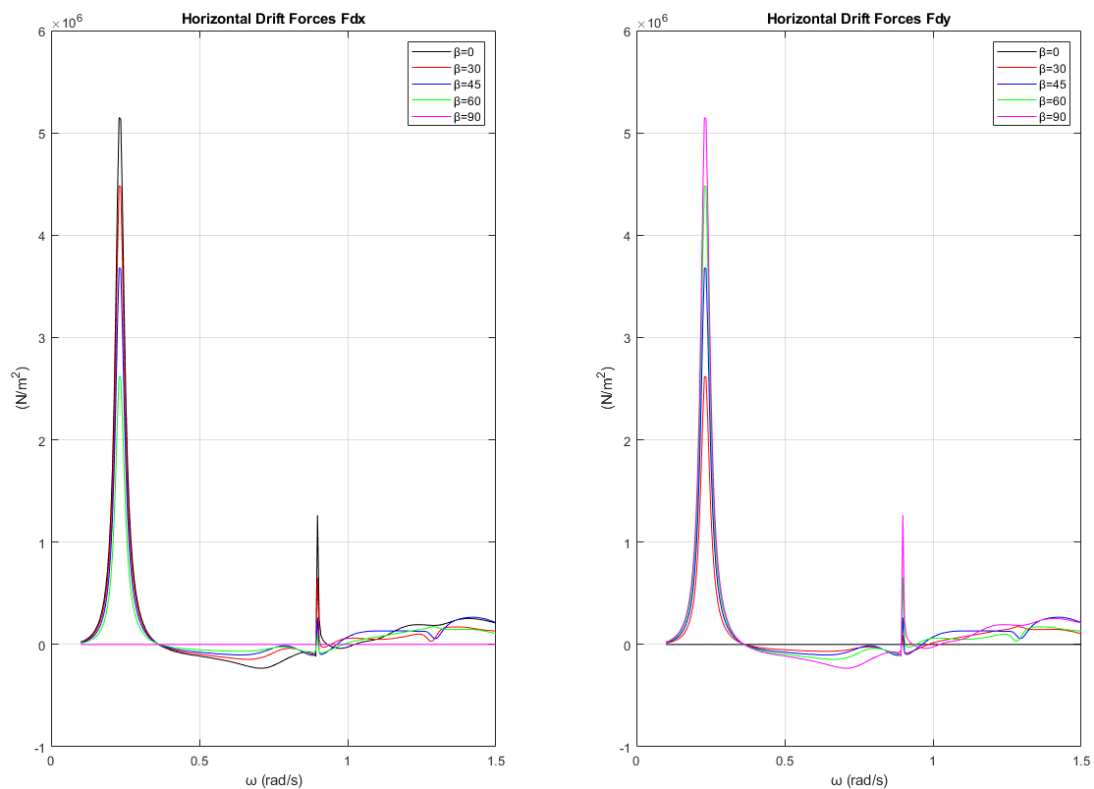 Horizontal Drift Forces Fdx
×10⁶
6
5
4
3
2
1
0
-1
(N/m²)
0
0.5
1
1.5
ω (rad/s)
β=0
β=30
β=45
β=60
β=90
Horizontal Drift Forces Fdy
×10⁶
6
5
4
3
2
1
0
-1
(N/m²)
0
0.5
1
1.5
ω (rad/s)
β=0
β=30
β=45
β=60
β=90